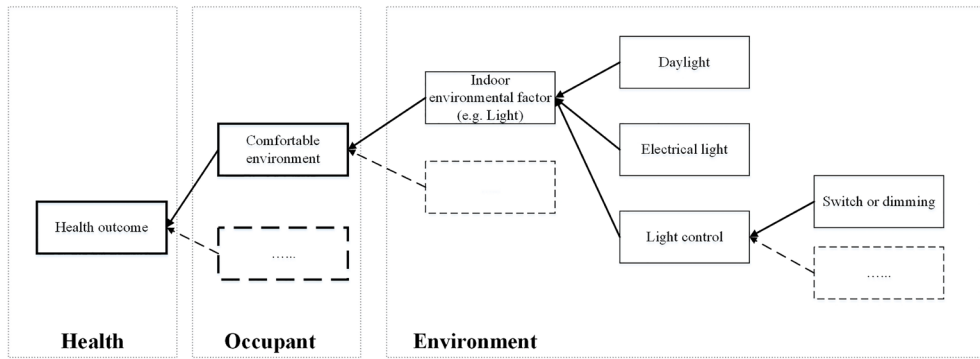 Daylight
Indoor
environmental factor
(e.g. Light)
Comfortable
environment
Electrical light
Switch or dimming
Health outcome
Light control
…...
…...
Health
Occupant
Environment